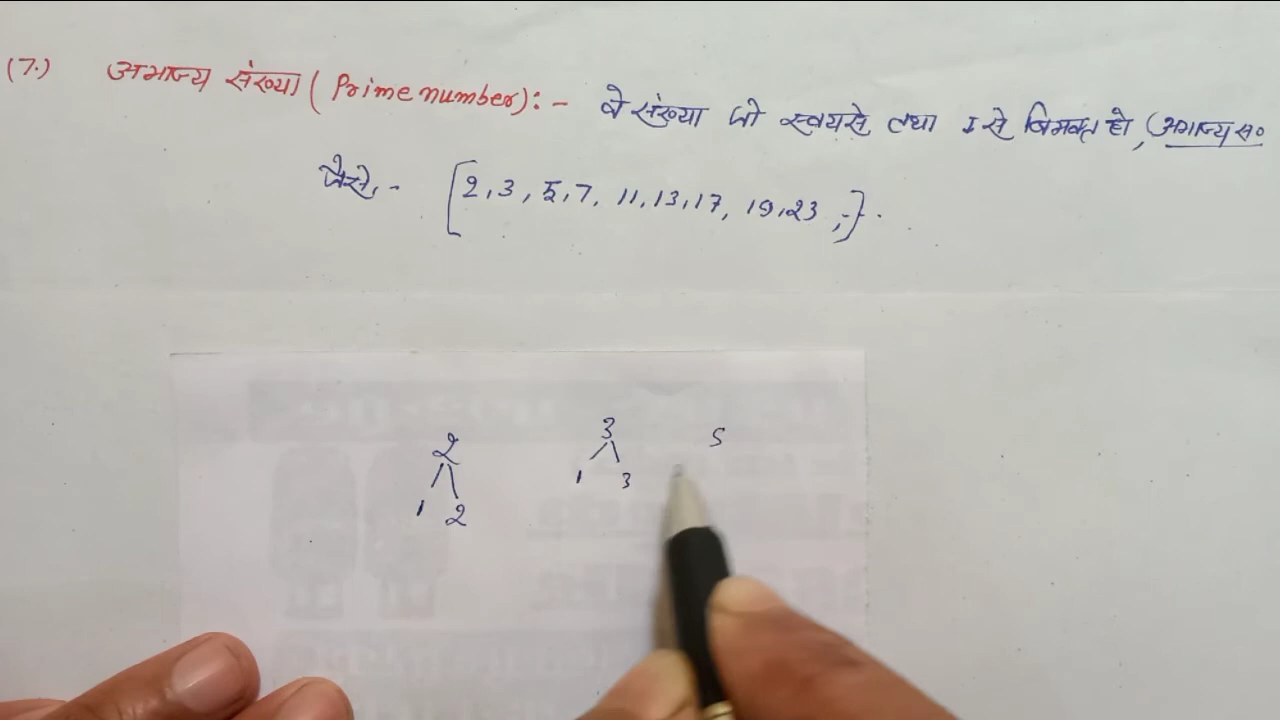 (7.) अभाज्य संख्या ( Prime number) : - वे संख्या जो स्वयसे तथा 1 से विभक्त हो, (अभाज्य सं०
जैसे, - [2, 3, 5, 7, 11, 13, 17, 19, 23, -}.
2 3 5
1 2 1 3